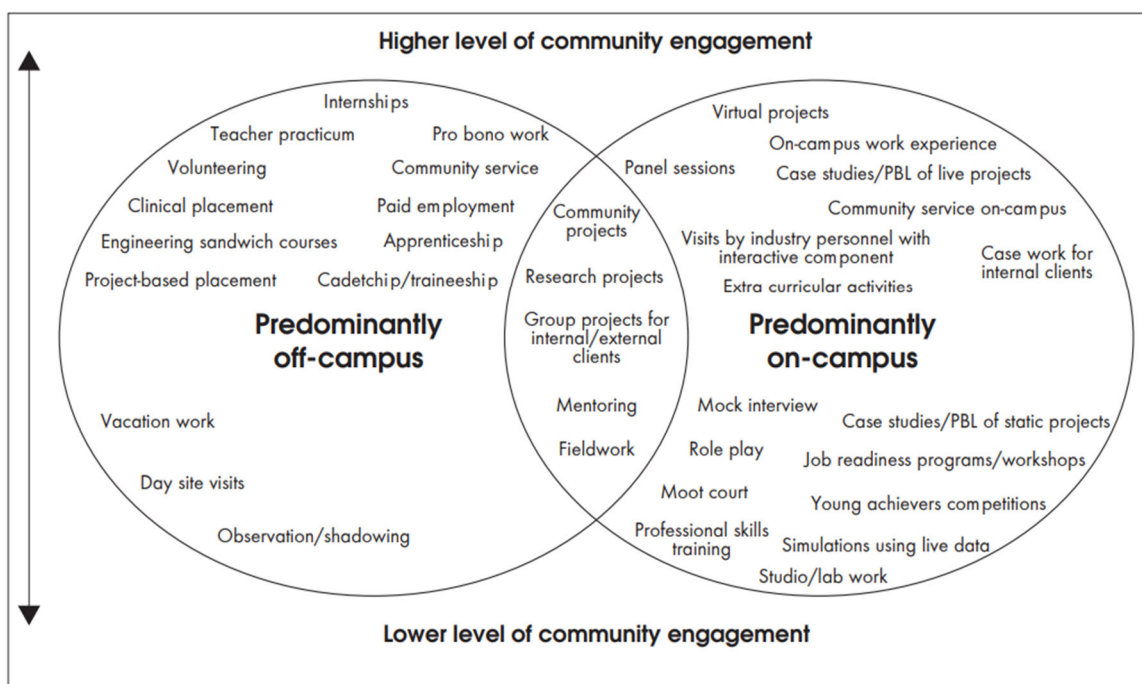 Higher level of community engagement
Internships
Teacher practicum
Pro bono work
Volunteering
Community service
Clinical placement
Paid employment
Engineering sandwich courses
Apprenticeship
Project-based placement
Cadetchip/traineeship
Predominantly
off-campus
Vacation work
Day site visits
Observation/shadowing
Community
projects
Research projects
Group projects for
internal/external
clients
Mentoring
Fieldwork
Virtual projects
On-campus work experience
Panel sessions
Case studies/PBL of live projects
Community service on-campus
Visits by industry personnel with
interactive component
Case work for
internal clients
Extra curricular activities
Predominantly
on-campus
Mock interview
Case studies/PBL of static projects
Role play
Job readiness programs/workshops
Moot court
Young achievers competitions
Professional skills
training
Simulations using live data
Studio/lab work
Lower level of community engagement